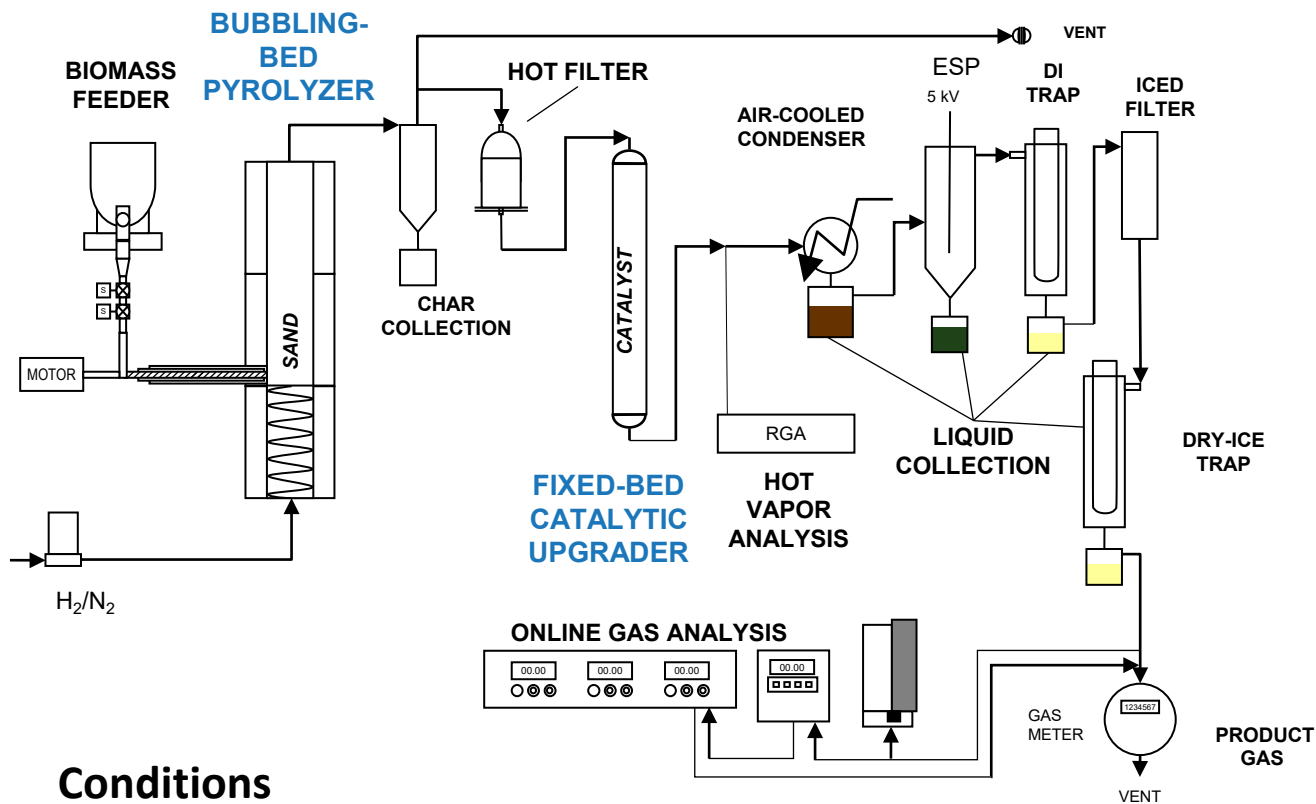 BUBBLING-
BED
PYROLYZER
VENT
BIOMASS
FEEDER
HOT FILTER
ESP
5 kV
DI
TRAP
ICED
FILTER
AIR-COOLED
CONDENSER
S
S
SAND
CATALYST
CHAR
COLLECTION
MOTOR
RGA
LIQUID
COLLECTION
DRY-ICE
TRAP
FIXED-BED
CATALYTIC
UPGRADER
HOT
VAPOR
ANALYSIS
H2/N2
ONLINE GAS ANALYSIS
00.00
00.00
00.00
00.00
1234567
GAS
METER
PRODUCT
GAS
VENT
Conditions